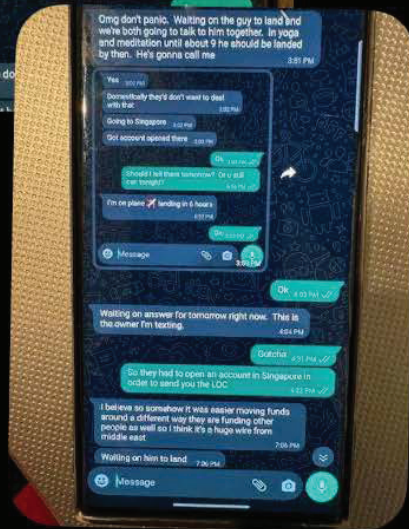 do
Omg don't panic. Waiting on the guy to land and
we're both going to talk to him together. In yoga
and meditation until about 9 he should be landed
by then. He's gonna call me
3:51 PM
Yes
Domestically they'd don't want to deal
with that
Going to Singapore
Got account opened there
Ok
Should I tell them tomorrow? Or u still
can tonight?
I'm on plane landing in 6 hours
Message
Ok 4:03 PM
Waiting on answer for tomorrow right now. This is
the owner I'm texting.
4:04 PM
Gotcha
So they had to open an account in Singapore in
order to send you the LOC
I believe so somehow it was easier moving funds
around a different way they are funding other
people as well so I think it's a huge wire from
middle east
7:06 PM
Waiting on him to land 7:06 PM
Message